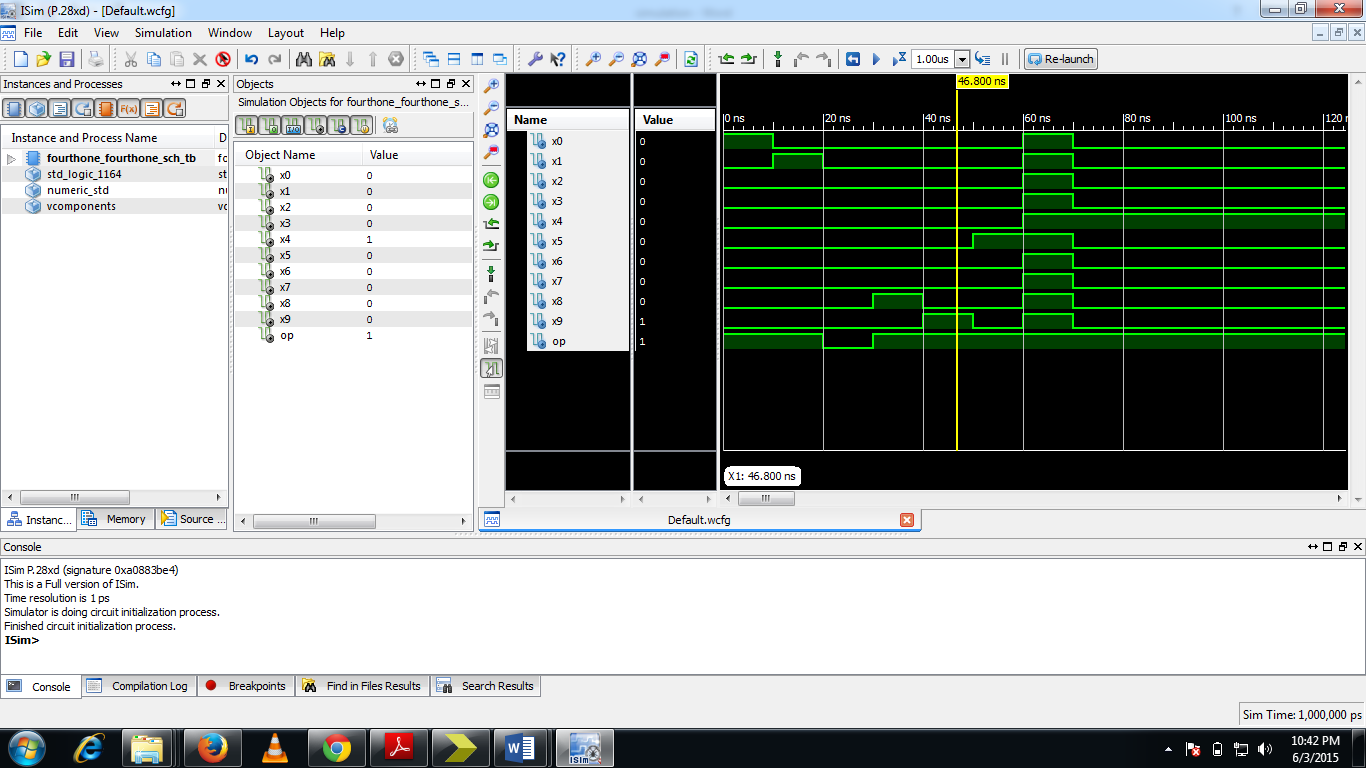 ISim (P.28xd) - [Default.wcfg]
File Edit View Simulation Window Layout Help
1.00us
Re-launch
Instances and Processes
Instance and Process Name D
fourthone_fourthone_sch_tb fo
std_logic_1164 st
numeric_std nu
vcomponents vc
Instanc... Memory Source ...
Objects
Simulation Objects for fourthone_fourthone_s...
Object Name Value
x0 0
x1 0
x2 0
x3 0
x4 1
x5 0
x6 0
x7 0
x8 0
x9 0
op 1
Name Value
x0 0
x1 0
x2 0
x3 0
x4 0
x5 0
x6 0
x7 0
x8 0
x9 1
op 1
46.800 ns
0 ns 20 ns 40 ns 60 ns 80 ns 100 ns 120 n
X1: 46.800 ns
Default.wcfg
Console
ISim P.28xd (signature 0xa0883be4)
This is a Full version of ISim.
Time resolution is 1 ps
Simulator is doing circuit initialization process.
Finished circuit initialization process.
ISim>
Console Compilation Log Breakpoints Find in Files Results Search Results
Sim Time: 1,000,000 ps
ISim
10:42 PM
6/3/2015